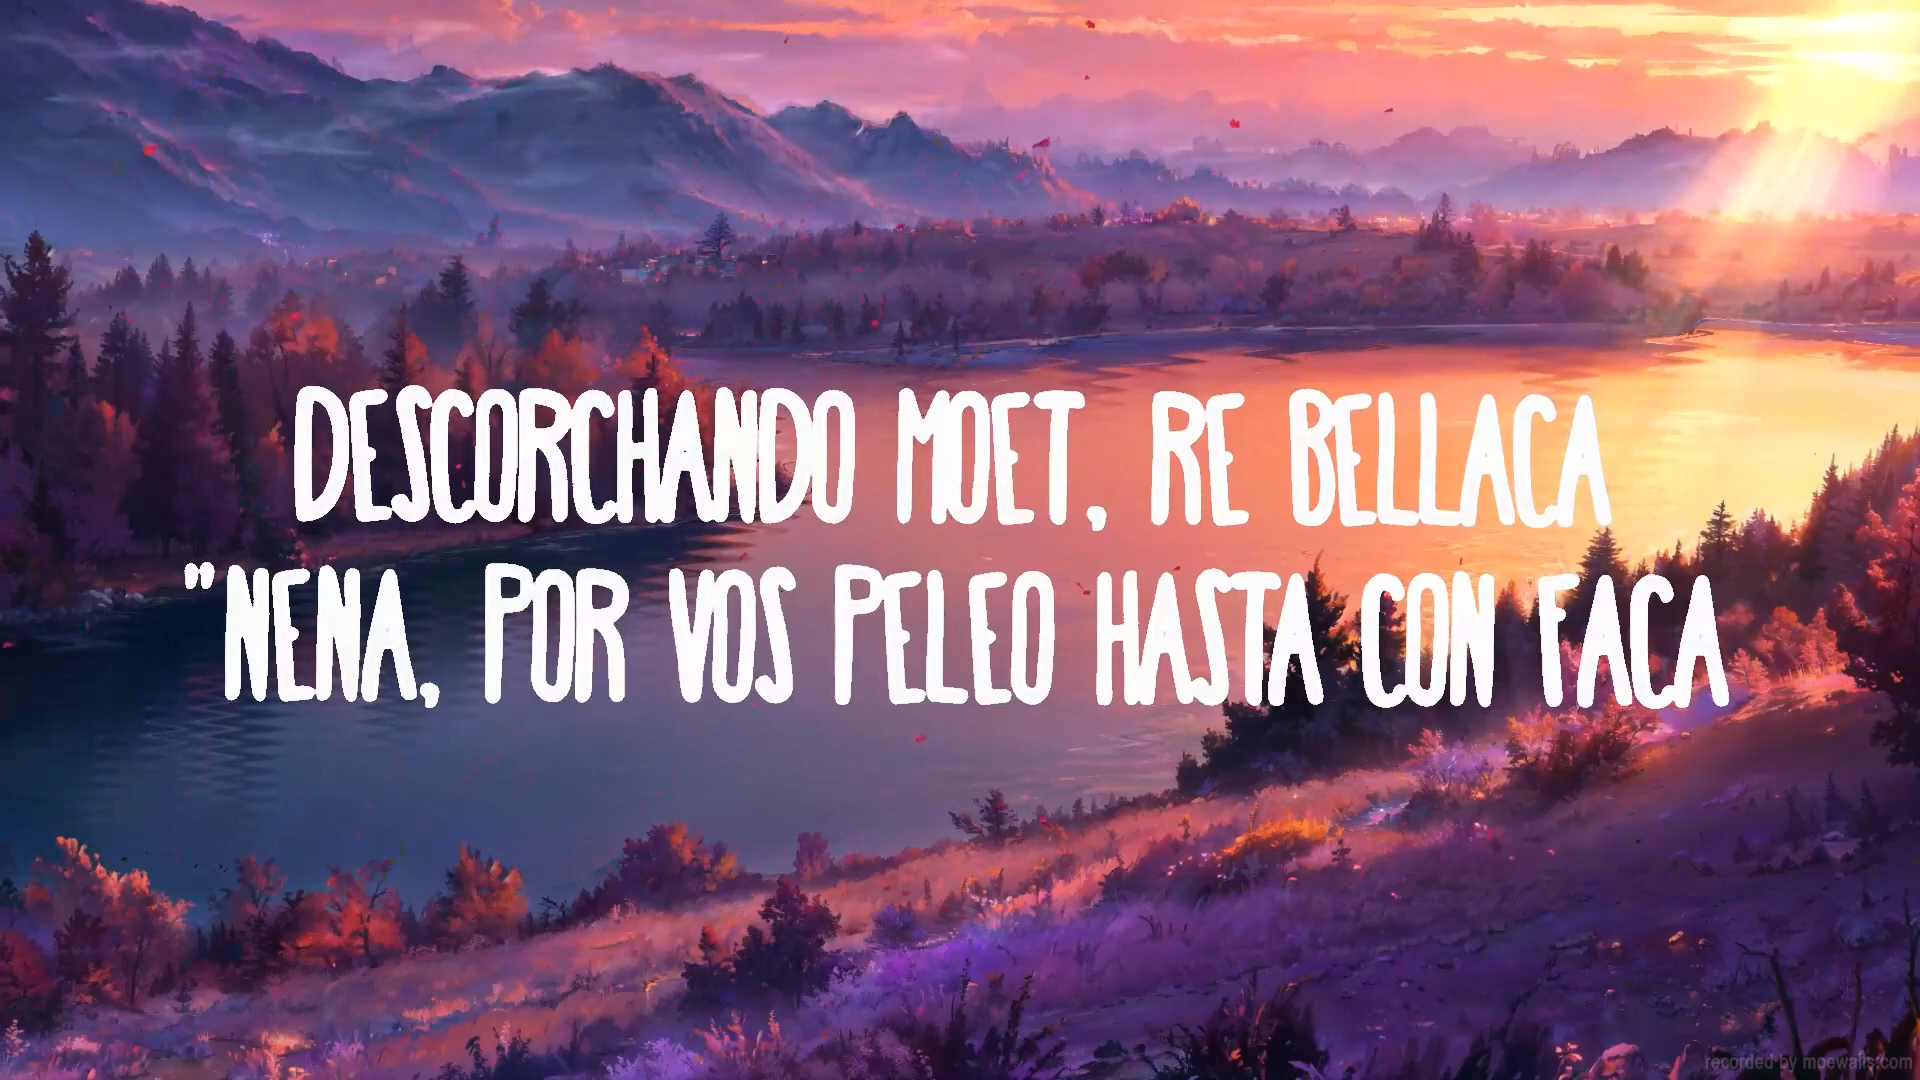 DESCORCHANDO MOET, RE BELLACA
"NENA, POR VOS PELEO HASTA CON FACA
recorded by moewalls.com